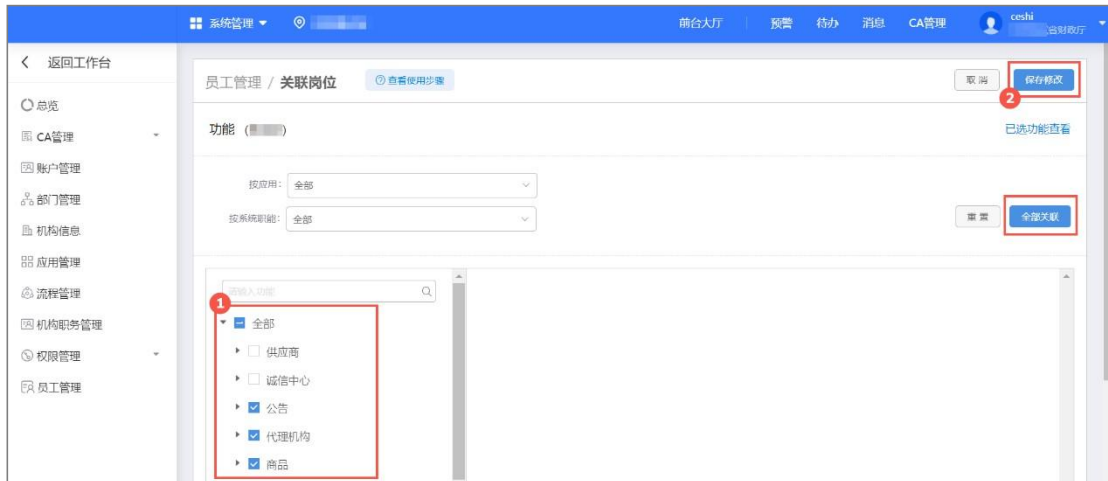 系统管理
前台大厅 预警 待办 消息 CA管理 ceshi
省财政厅
返回工作台
员工管理 / 关联岗位 查看使用步骤 取消 保存修改
2
总览
功能 ( ) 已选功能查看
CA管理
账户管理
按应用： 全部
部门管理
按系统职能： 全部 重置 全部关联
机构信息
应用管理
请输入功能
流程管理
1
全部
机构职务管理
供应商
权限管理
诚信中心
员工管理
公告
代理机构
商品